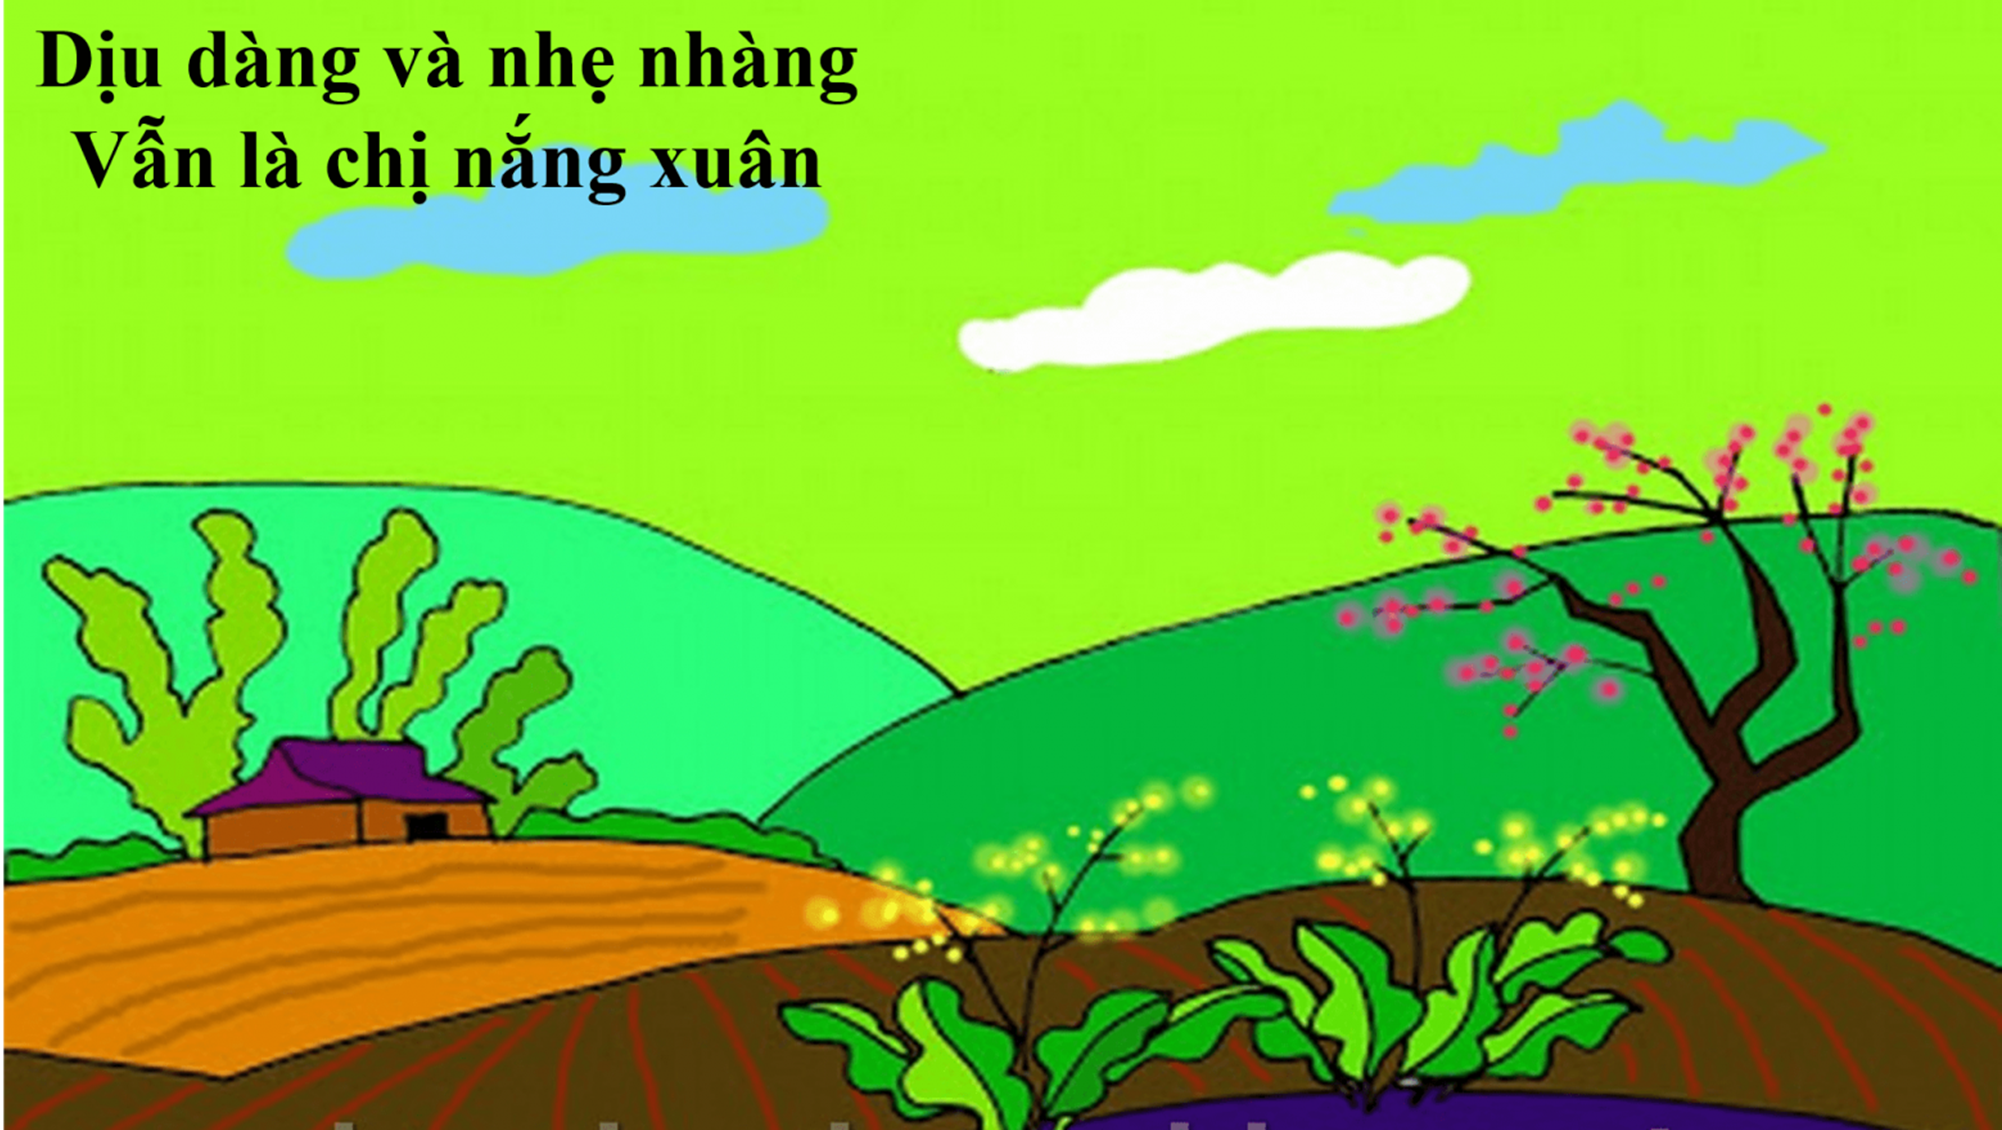 Dịu dàng và nhẹ nhàng
Vẫn là chị nắng xuân